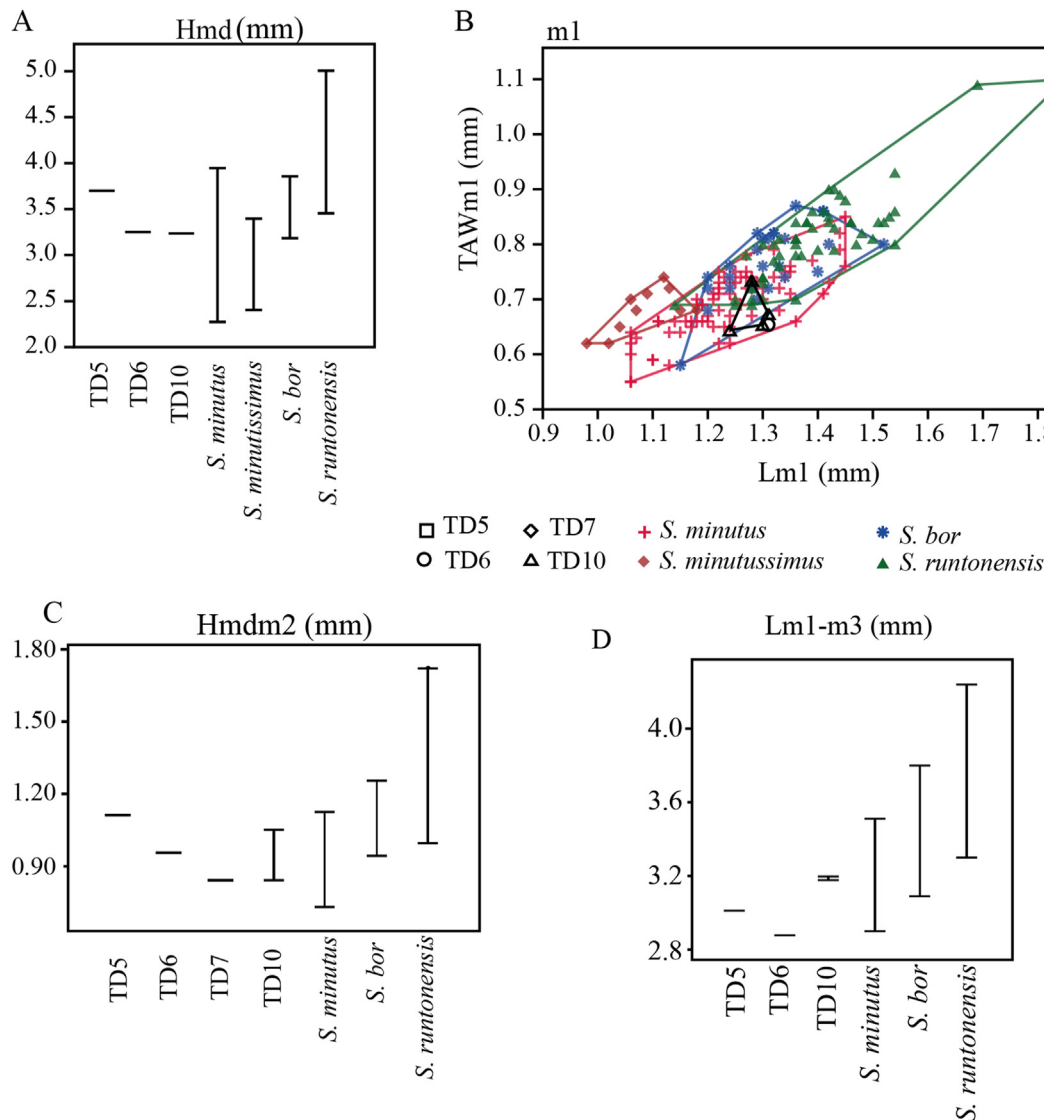 A
Hmd (mm)
5.0
4.5
4.0
3.5
3.0
2.5
2.0
TD5
TD6
TD10
S. minutus
S. minutissimus
S. bor
S. runtonensis
B
m1
TAWm1 (mm)
1.1
1.0
0.9
0.8
0.7
0.6
0.5
0.9
1.0
1.1
1.2
1.3
1.4
1.5
1.6
1.7
1.8
Lm1 (mm)
TD5
TD7
S. minutus
S. bor
TD6
TD10
S. minutussimus
S. runtonensis
C
Hmdm2 (mm)
1.80
1.50
1.20
0.90
TD5
TD6
TD7
TD10
S. minutus
S. bor
S. runtonensis
D
Lm1-m3 (mm)
4.0
3.6
3.2
2.8
TD5
TD6
TD10
S. minutus
S. bor
S. runtonensis